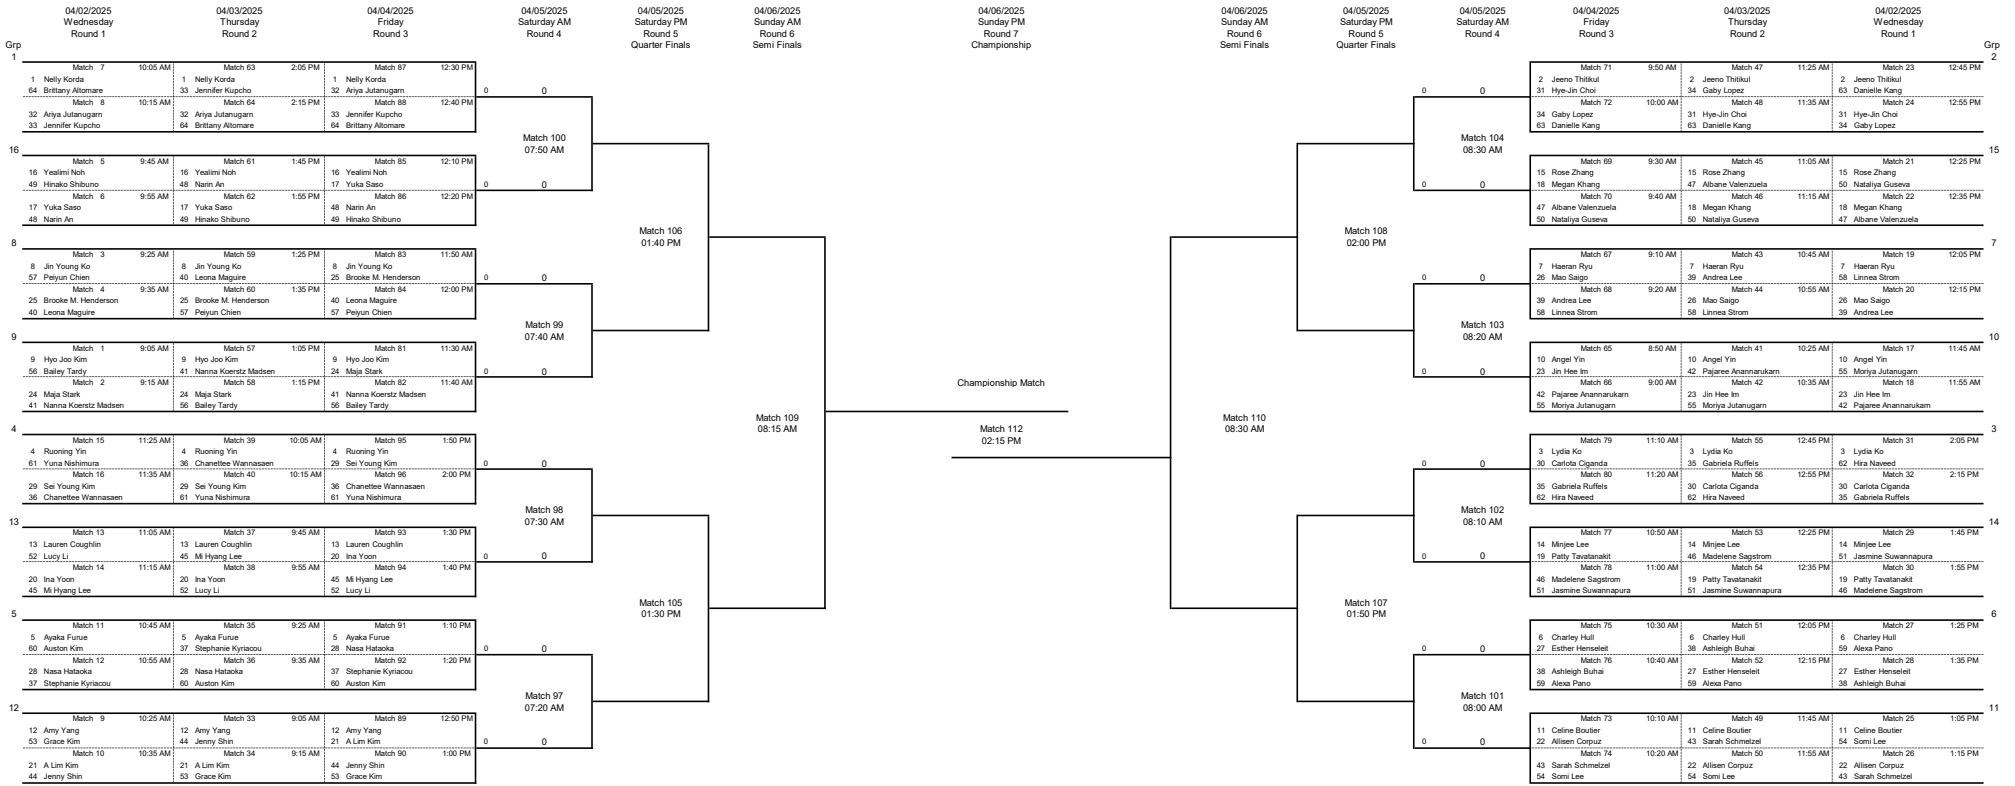 04/02/2025 04/03/2025 04/04/2025 04/05/2025 04/05/2025 04/06/2025 04/06/2025 04/06/2025 04/05/2025 04/05/2025 04/04/2025 04/03/2025 04/02/2025
Wednesday Thursday Friday Saturday AM Saturday PM Sunday AM Sunday PM Sunday AM Saturday PM Saturday AM Friday Thursday Wednesday
Round 1 Round 2 Round 3 Round 4 Round 5 Round 6 Round 7 Round 6 Round 5 Round 4 Round 3 Round 2 Round 1
Quarter Finals Semi Finals Championship Semi Finals Quarter Finals
Grp Grp
1
Match 7 10:05 AM Match 63 2:05 PM Match 87 12:30 PM
1 Nelly Korda 1 Nelly Korda 1 Nelly Korda
64 Brittany Altomare 33 Jennifer Kupcho 32 Ariya Jutanugarn
Match 8 10:15 AM Match 64 2:15 PM Match 88 12:40 PM
32 Ariya Jutanugarn 32 Ariya Jutanugarn 33 Jennifer Kupcho
33 Jennifer Kupcho 64 Brittany Altomare 64 Brittany Altomare
16
Match 5 9:45 AM Match 61 1:45 PM Match 85 12:10 PM
16 Yealimi Noh 16 Yealimi Noh 16 Yealimi Noh
49 Hinako Shibuno 48 Narin An 17 Yuka Saso
Match 6 9:55 AM Match 62 1:55 PM Match 86 12:20 PM
17 Yuka Saso 17 Yuka Saso 48 Narin An
48 Narin An 49 Hinako Shibuno 49 Hinako Shibuno
8
Match 3 9:25 AM Match 59 1:25 PM Match 83 11:50 AM
8 Jin Young Ko 8 Jin Young Ko 8 Jin Young Ko
57 Peiyun Chien 40 Leona Maguire 25 Brooke M. Henderson
Match 4 9:35 AM Match 60 1:35 PM Match 84 12:00 PM
25 Brooke M. Henderson 25 Brooke M. Henderson 40 Leona Maguire
40 Leona Maguire 57 Peiyun Chien 57 Peiyun Chien
9
Match 1 9:05 AM Match 57 1:05 PM Match 81 11:30 AM
9 Hyo Joo Kim 9 Hyo Joo Kim 9 Hyo Joo Kim
56 Bailey Tardy 41 Nanna Koerstz Madsen 24 Maja Stark
Match 2 9:15 AM Match 58 1:15 PM Match 82 11:40 AM
24 Maja Stark 24 Maja Stark 41 Nanna Koerstz Madsen
41 Nanna Koerstz Madsen 56 Bailey Tardy 56 Bailey Tardy
4
Match 15 11:25 AM Match 39 10:05 AM Match 95 1:50 PM
4 Ruoning Yin 4 Ruoning Yin 4 Ruoning Yin
61 Yuna Nishimura 36 Chanettee Wannasaen 29 Sei Young Kim
Match 16 11:35 AM Match 40 10:15 AM Match 96 2:00 PM
29 Sei Young Kim 29 Sei Young Kim 36 Chanettee Wannasaen
36 Chanettee Wannasaen 61 Yuna Nishimura 61 Yuna Nishimura
13
Match 13 11:05 AM Match 37 9:45 AM Match 93 1:30 PM
13 Lauren Coughlin 13 Lauren Coughlin 13 Lauren Coughlin
52 Lucy Li 45 Mi Hyang Lee 20 Ina Yoon
Match 14 11:15 AM Match 38 9:55 AM Match 94 1:40 PM
20 Ina Yoon 20 Ina Yoon 45 Mi Hyang Lee
45 Mi Hyang Lee 52 Lucy Li 52 Lucy Li
5
Match 11 10:45 AM Match 35 9:25 AM Match 91 1:10 PM
5 Ayaka Furue 5 Ayaka Furue 5 Ayaka Furue
60 Auston Kim 37 Stephanie Kyriacou 28 Nasa Hataoka
Match 12 10:55 AM Match 36 9:35 AM Match 92 1:20 PM
28 Nasa Hataoka 28 Nasa Hataoka 37 Stephanie Kyriacou
37 Stephanie Kyriacou 60 Auston Kim 60 Auston Kim
12
Match 9 10:25 AM Match 33 9:05 AM Match 89 12:50 PM
12 Amy Yang 12 Amy Yang 12 Amy Yang
53 Grace Kim 44 Jenny Shin 21 A Lim Kim
Match 10 10:35 AM Match 34 9:15 AM Match 90 1:00 PM
21 A Lim Kim 21 A Lim Kim 44 Jenny Shin
44 Jenny Shin 53 Grace Kim 53 Grace Kim
0 0
Match 100
07:50 AM
0 0
0 0
Match 99
07:40 AM
0 0
0 0
Match 98
07:30 AM
0 0
0 0
Match 97
07:20 AM
0 0
Match 106
01:40 PM
Match 105
01:30 PM
Match 109
08:15 AM
Championship Match
Match 112
02:15 PM
Match 110
08:30 AM
Match 108
02:00 PM
Match 107
01:50 PM
0 0
Match 104
08:30 AM
0 0
0 0
Match 103
08:20 AM
0 0
0 0
Match 102
08:10 AM
0 0
0 0
Match 101
08:00 AM
0 0
2
Match 71 9:50 AM Match 47 11:25 AM Match 23 12:45 PM
2 Jeeno Thitikul 2 Jeeno Thitikul 2 Jeeno Thitikul
31 Hye-Jin Choi 34 Gaby Lopez 63 Danielle Kang
Match 72 10:00 AM Match 48 11:35 AM Match 24 12:55 PM
34 Gaby Lopez 31 Hye-Jin Choi 31 Hye-Jin Choi
63 Danielle Kang 63 Danielle Kang 34 Gaby Lopez
15
Match 69 9:30 AM Match 45 11:05 AM Match 21 12:25 PM
15 Rose Zhang 15 Rose Zhang 15 Rose Zhang
18 Megan Khang 47 Albane Valenzuela 50 Nataliya Guseva
Match 70 9:40 AM Match 46 11:15 AM Match 22 12:35 PM
47 Albane Valenzuela 18 Megan Khang 18 Megan Khang
50 Nataliya Guseva 50 Nataliya Guseva 47 Albane Valenzuela
7
Match 67 9:10 AM Match 43 10:45 AM Match 19 12:05 PM
7 Haeran Ryu 7 Haeran Ryu 7 Haeran Ryu
26 Mao Saigo 39 Andrea Lee 58 Linnea Strom
Match 68 9:20 AM Match 44 10:55 AM Match 20 12:15 PM
39 Andrea Lee 26 Mao Saigo 26 Mao Saigo
58 Linnea Strom 58 Linnea Strom 39 Andrea Lee
10
Match 65 8:50 AM Match 41 10:25 AM Match 17 11:45 AM
10 Angel Yin 10 Angel Yin 10 Angel Yin
23 Jin Hee Im 42 Pajaree Anannarukarn 55 Moriya Jutanugarn
Match 66 9:00 AM Match 42 10:35 AM Match 18 11:55 AM
42 Pajaree Anannarukarn 23 Jin Hee Im 23 Jin Hee Im
55 Moriya Jutanugarn 55 Moriya Jutanugarn 42 Pajaree Anannarukarn
3
Match 79 11:10 AM Match 55 12:45 PM Match 31 2:05 PM
3 Lydia Ko 3 Lydia Ko 3 Lydia Ko
30 Carlota Ciganda 35 Gabriela Ruffels 62 Hira Naveed
Match 80 11:20 AM Match 56 12:55 PM Match 32 2:15 PM
35 Gabriela Ruffels 30 Carlota Ciganda 30 Carlota Ciganda
62 Hira Naveed 62 Hira Naveed 35 Gabriela Ruffels
14
Match 77 10:50 AM Match 53 12:25 PM Match 29 1:45 PM
14 Minjee Lee 14 Minjee Lee 14 Minjee Lee
19 Patty Tavatanakit 46 Madelene Sagstrom 51 Jasmine Suwannapura
Match 78 11:00 AM Match 54 12:35 PM Match 30 1:55 PM
46 Madelene Sagstrom 19 Patty Tavatanakit 19 Patty Tavatanakit
51 Jasmine Suwannapura 51 Jasmine Suwannapura 46 Madelene Sagstrom
6
Match 75 10:30 AM Match 51 12:05 PM Match 27 1:25 PM
6 Charley Hull 6 Charley Hull 6 Charley Hull
27 Esther Henseleit 38 Ashleigh Buhai 59 Alexa Pano
Match 76 10:40 AM Match 52 12:15 PM Match 28 1:35 PM
38 Ashleigh Buhai 27 Esther Henseleit 27 Esther Henseleit
59 Alexa Pano 59 Alexa Pano 38 Ashleigh Buhai
11
Match 73 10:10 AM Match 49 11:45 AM Match 25 1:05 PM
11 Celine Boutier 11 Celine Boutier 11 Celine Boutier
22 Allisen Corpuz 43 Sarah Schmelzel 54 Somi Lee
Match 74 10:20 AM Match 50 11:55 AM Match 26 1:15 PM
43 Sarah Schmelzel 22 Allisen Corpuz 22 Allisen Corpuz
54 Somi Lee 54 Somi Lee 43 Sarah Schmelzel